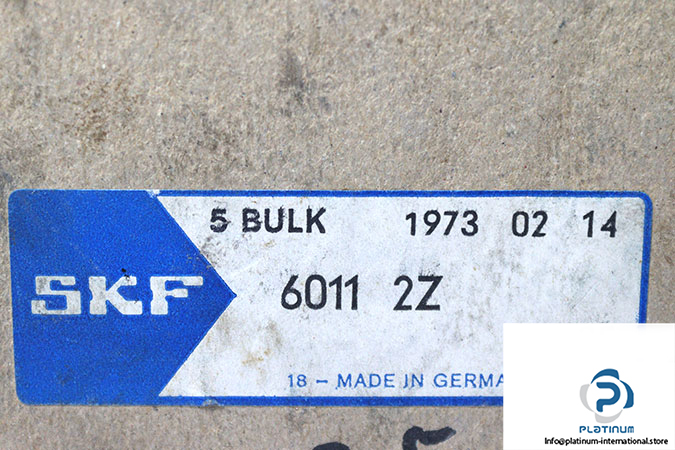 5 BULK 1973 02 14
SKF
6011 2Z
18 – MADE IN GERMA
PLATINUM
Info@platinum-international.store